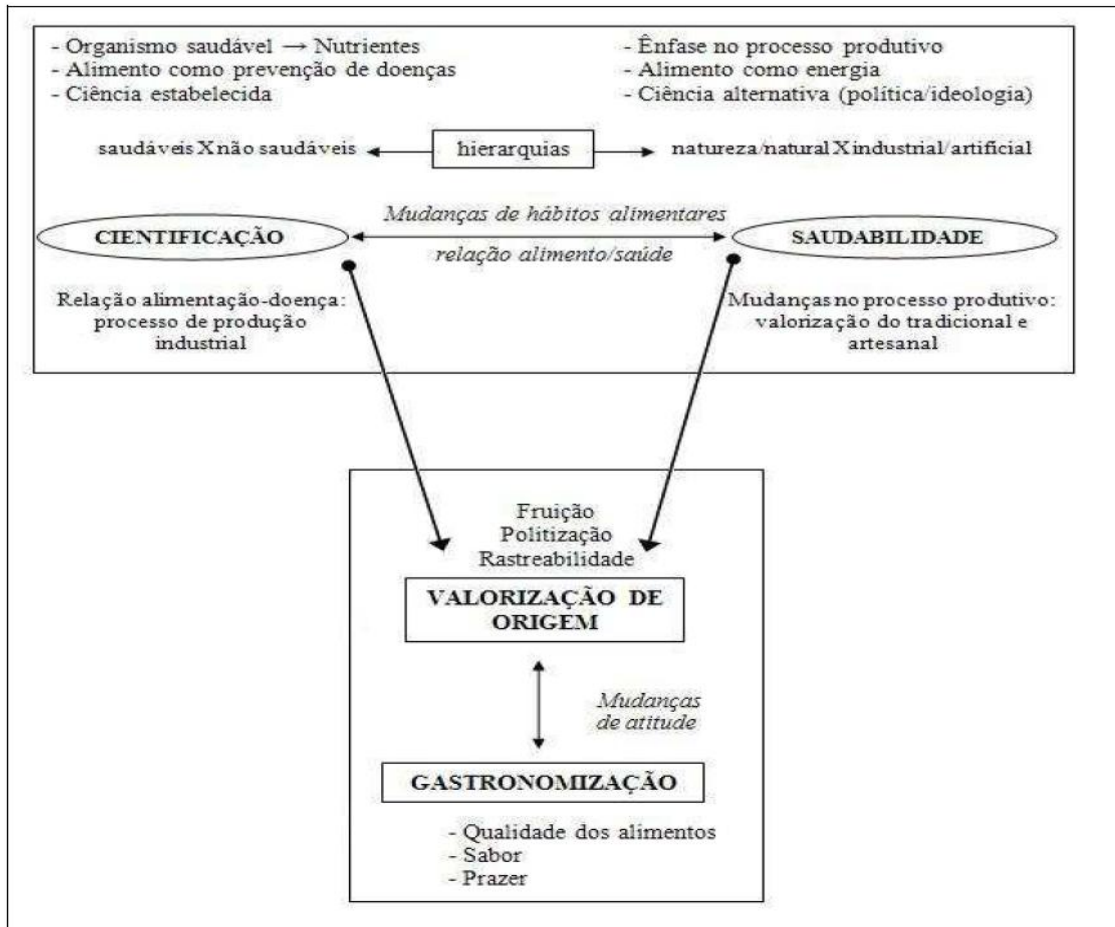 - Organismo saudável → Nutrientes
- Alimento como prevenção de doenças
- Ciência estabelecida
- Ênfase no processo produtivo
- Alimento como energia
- Ciência alternativa (política/ideologia)
saudáveis X não saudáveis
hierarquias
natureza/natural X industrial/artificial
Mudanças de hábitos alimentares
CIENTIFICAÇÃO
SAUDABILIDADE
relação alimento/saúde
Relação alimentação-doença:
processo de produção
industrial
Mudanças no processo produtivo:
valorização do tradicional e
artesanal
Fruição
Politização
Rastreabilidade
VALORIZAÇÃO DE
ORIGEM
Mudanças
de atitude
GASTRONOMIZAÇÃO
- Qualidade dos alimentos
- Sabor
- Prazer